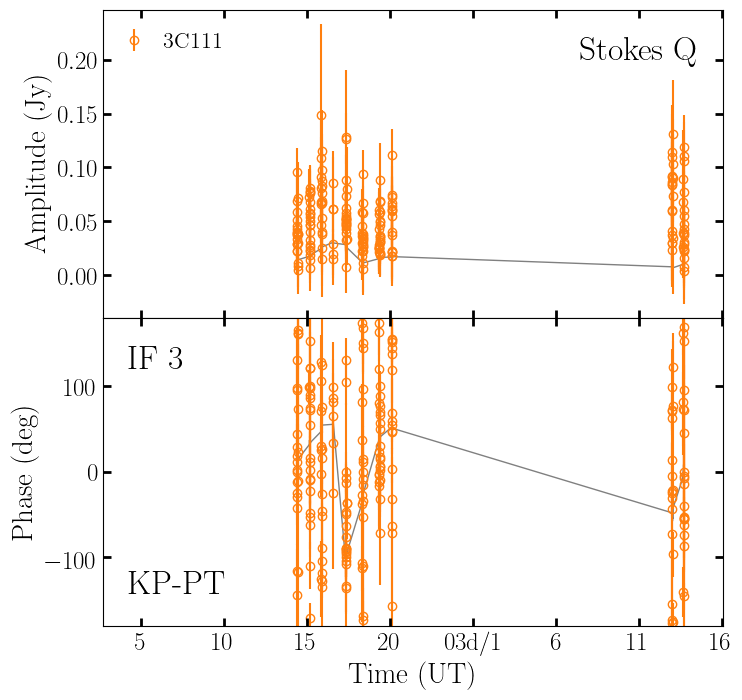 3C111
Stokes Q
0.20
0.15
0.10
0.05
0.00
Amplitude (Jy)
IF 3
100
0
−100
Phase (deg)
KP-PT
5 10 15 20 03d/1 6 11 16
Time (UT)